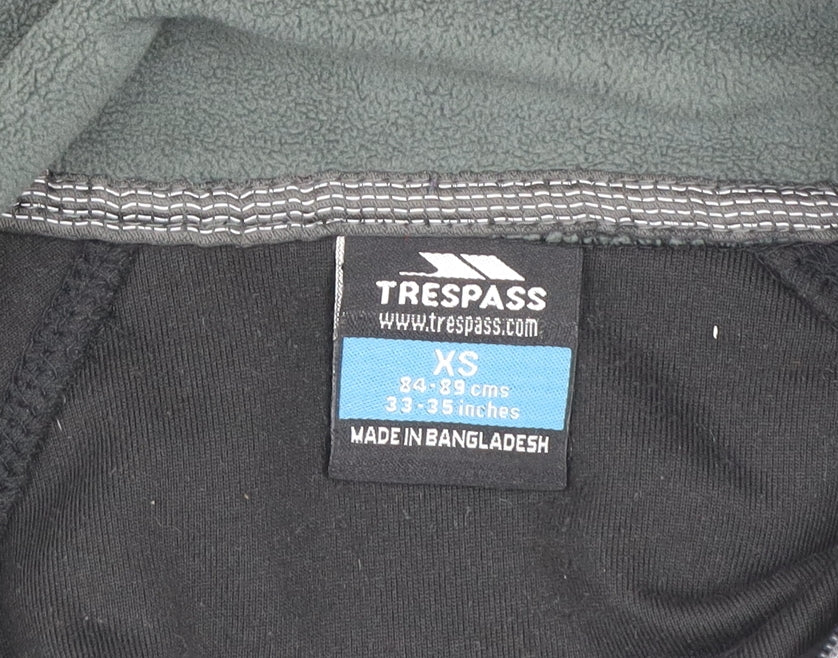 TRESPASS
www.trespass.com
XS
84-89 cms
33-35 inches
MADE IN BANGLADESH